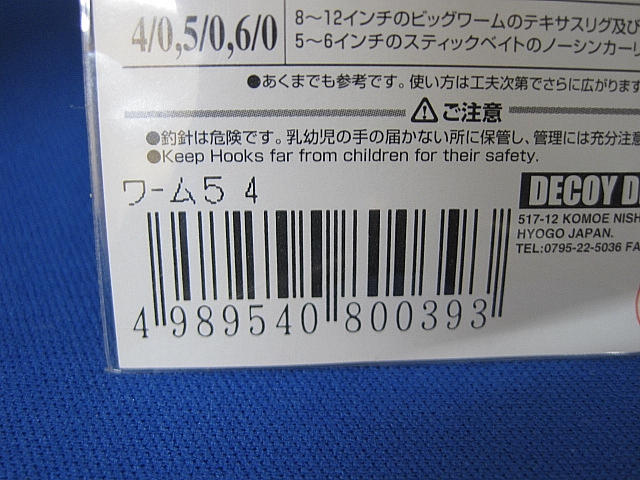 4/0,5/0,6/0
8～12インチのビッグワームのテキサスリグ及び
5～6インチのスティックベイトのノーシンカーリ
●あくまでも参考です。使い方は工夫次第でさらに広がります
ご注意
●釣針は危険です。乳幼児の手の届かない所に保管し、管理には充分注意
●Keep Hooks far from children for their safety.
ワーム54
DECOY
517-12 KOMOE NISH
HYOGO JAPAN.
TEL:0795-22-5036 FA
4 989540 800393